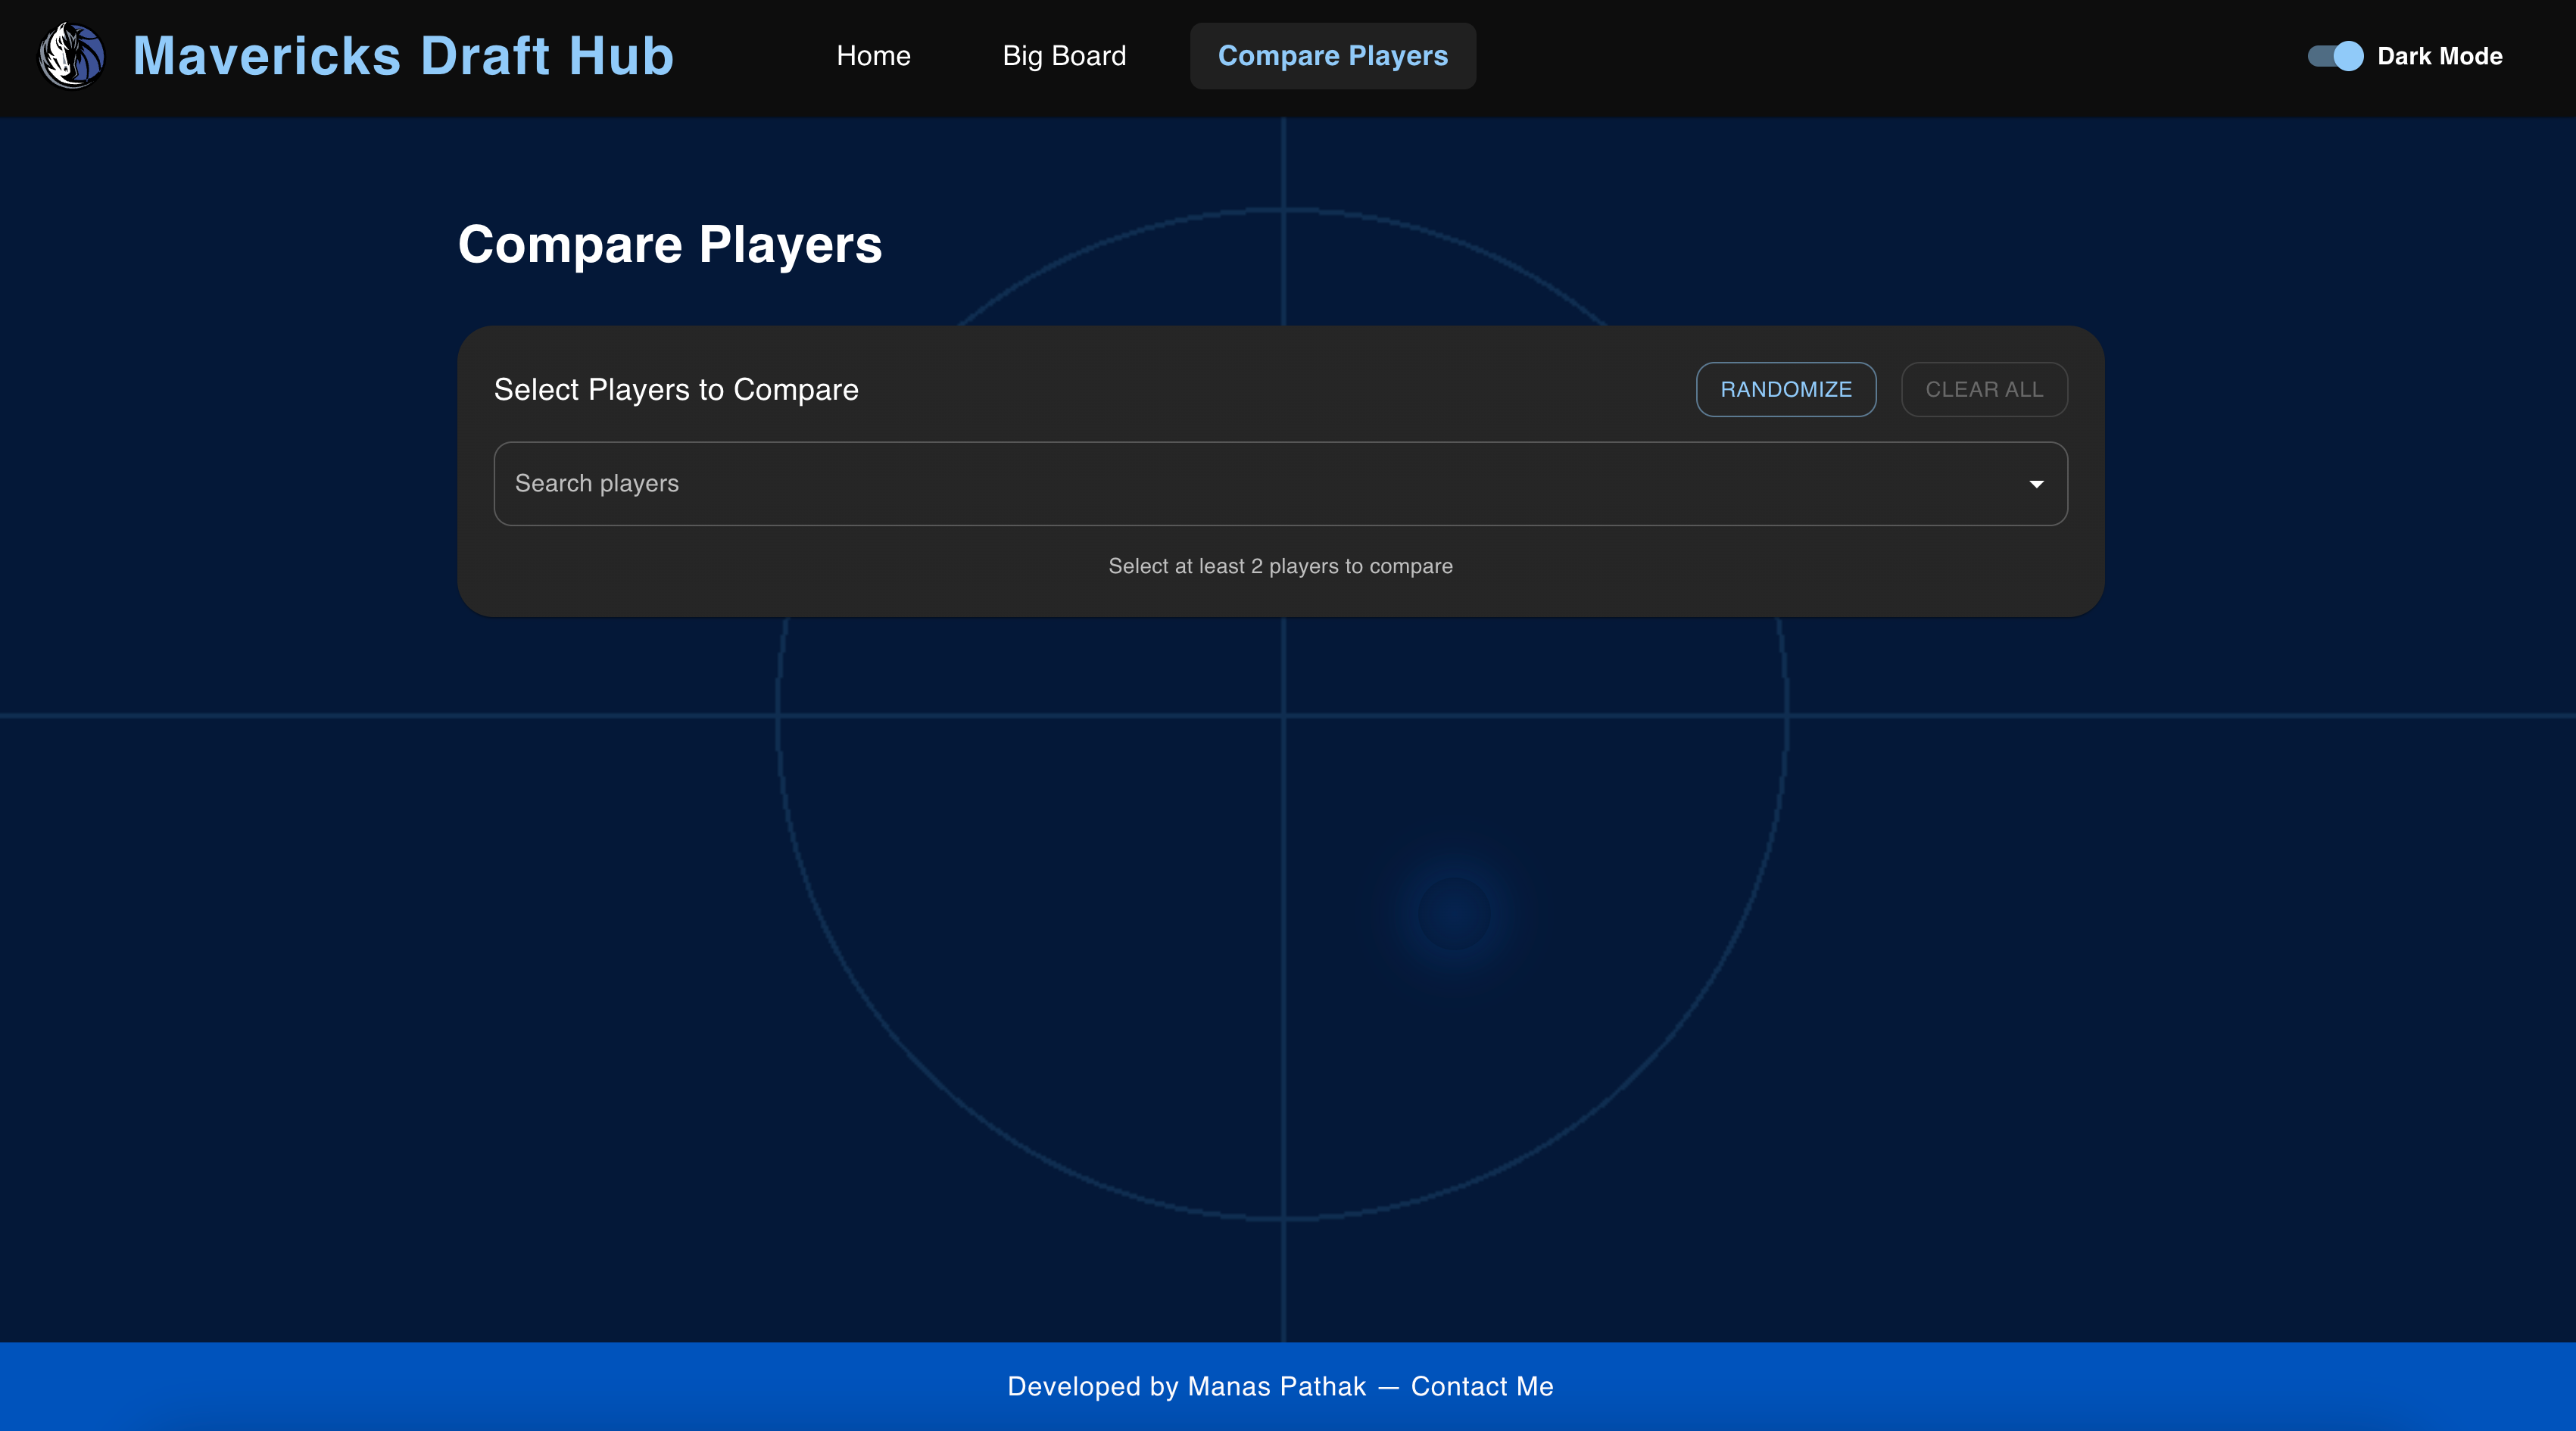 Mavericks Draft Hub
Home
Big Board
Compare Players
Dark Mode
Compare Players
Select Players to Compare
RANDOMIZE
CLEAR ALL
Search players
Select at least 2 players to compare
Developed by Manas Pathak — Contact Me